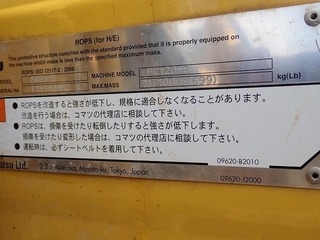 ROPS (for H/E)
This protective structure complies with the standard provided that it is properly equipped on
the machine which mass is less than the specified maximum mass.
ROPS: ISO 12117-2 : 2008
MODEL
MACHINE MODEL
MAX.MASS
kg(Lb)
● ROPSを改造すると強さが低下し、規格に適合しなくなることがあります。
改造を行う場合は、コマツの代理店に相談して下さい。
● ROPSは、損傷を受けたり転倒したりすると強さが低下します。
損傷を受けたり変形した場合は、コマツの代理店に相談して下さい。
● 運転時は、必ずシートベルトを着用して下さい。
09620-B2010
atsu Ltd.
Minato-ku, Tokyo, Japan
09620-J2000